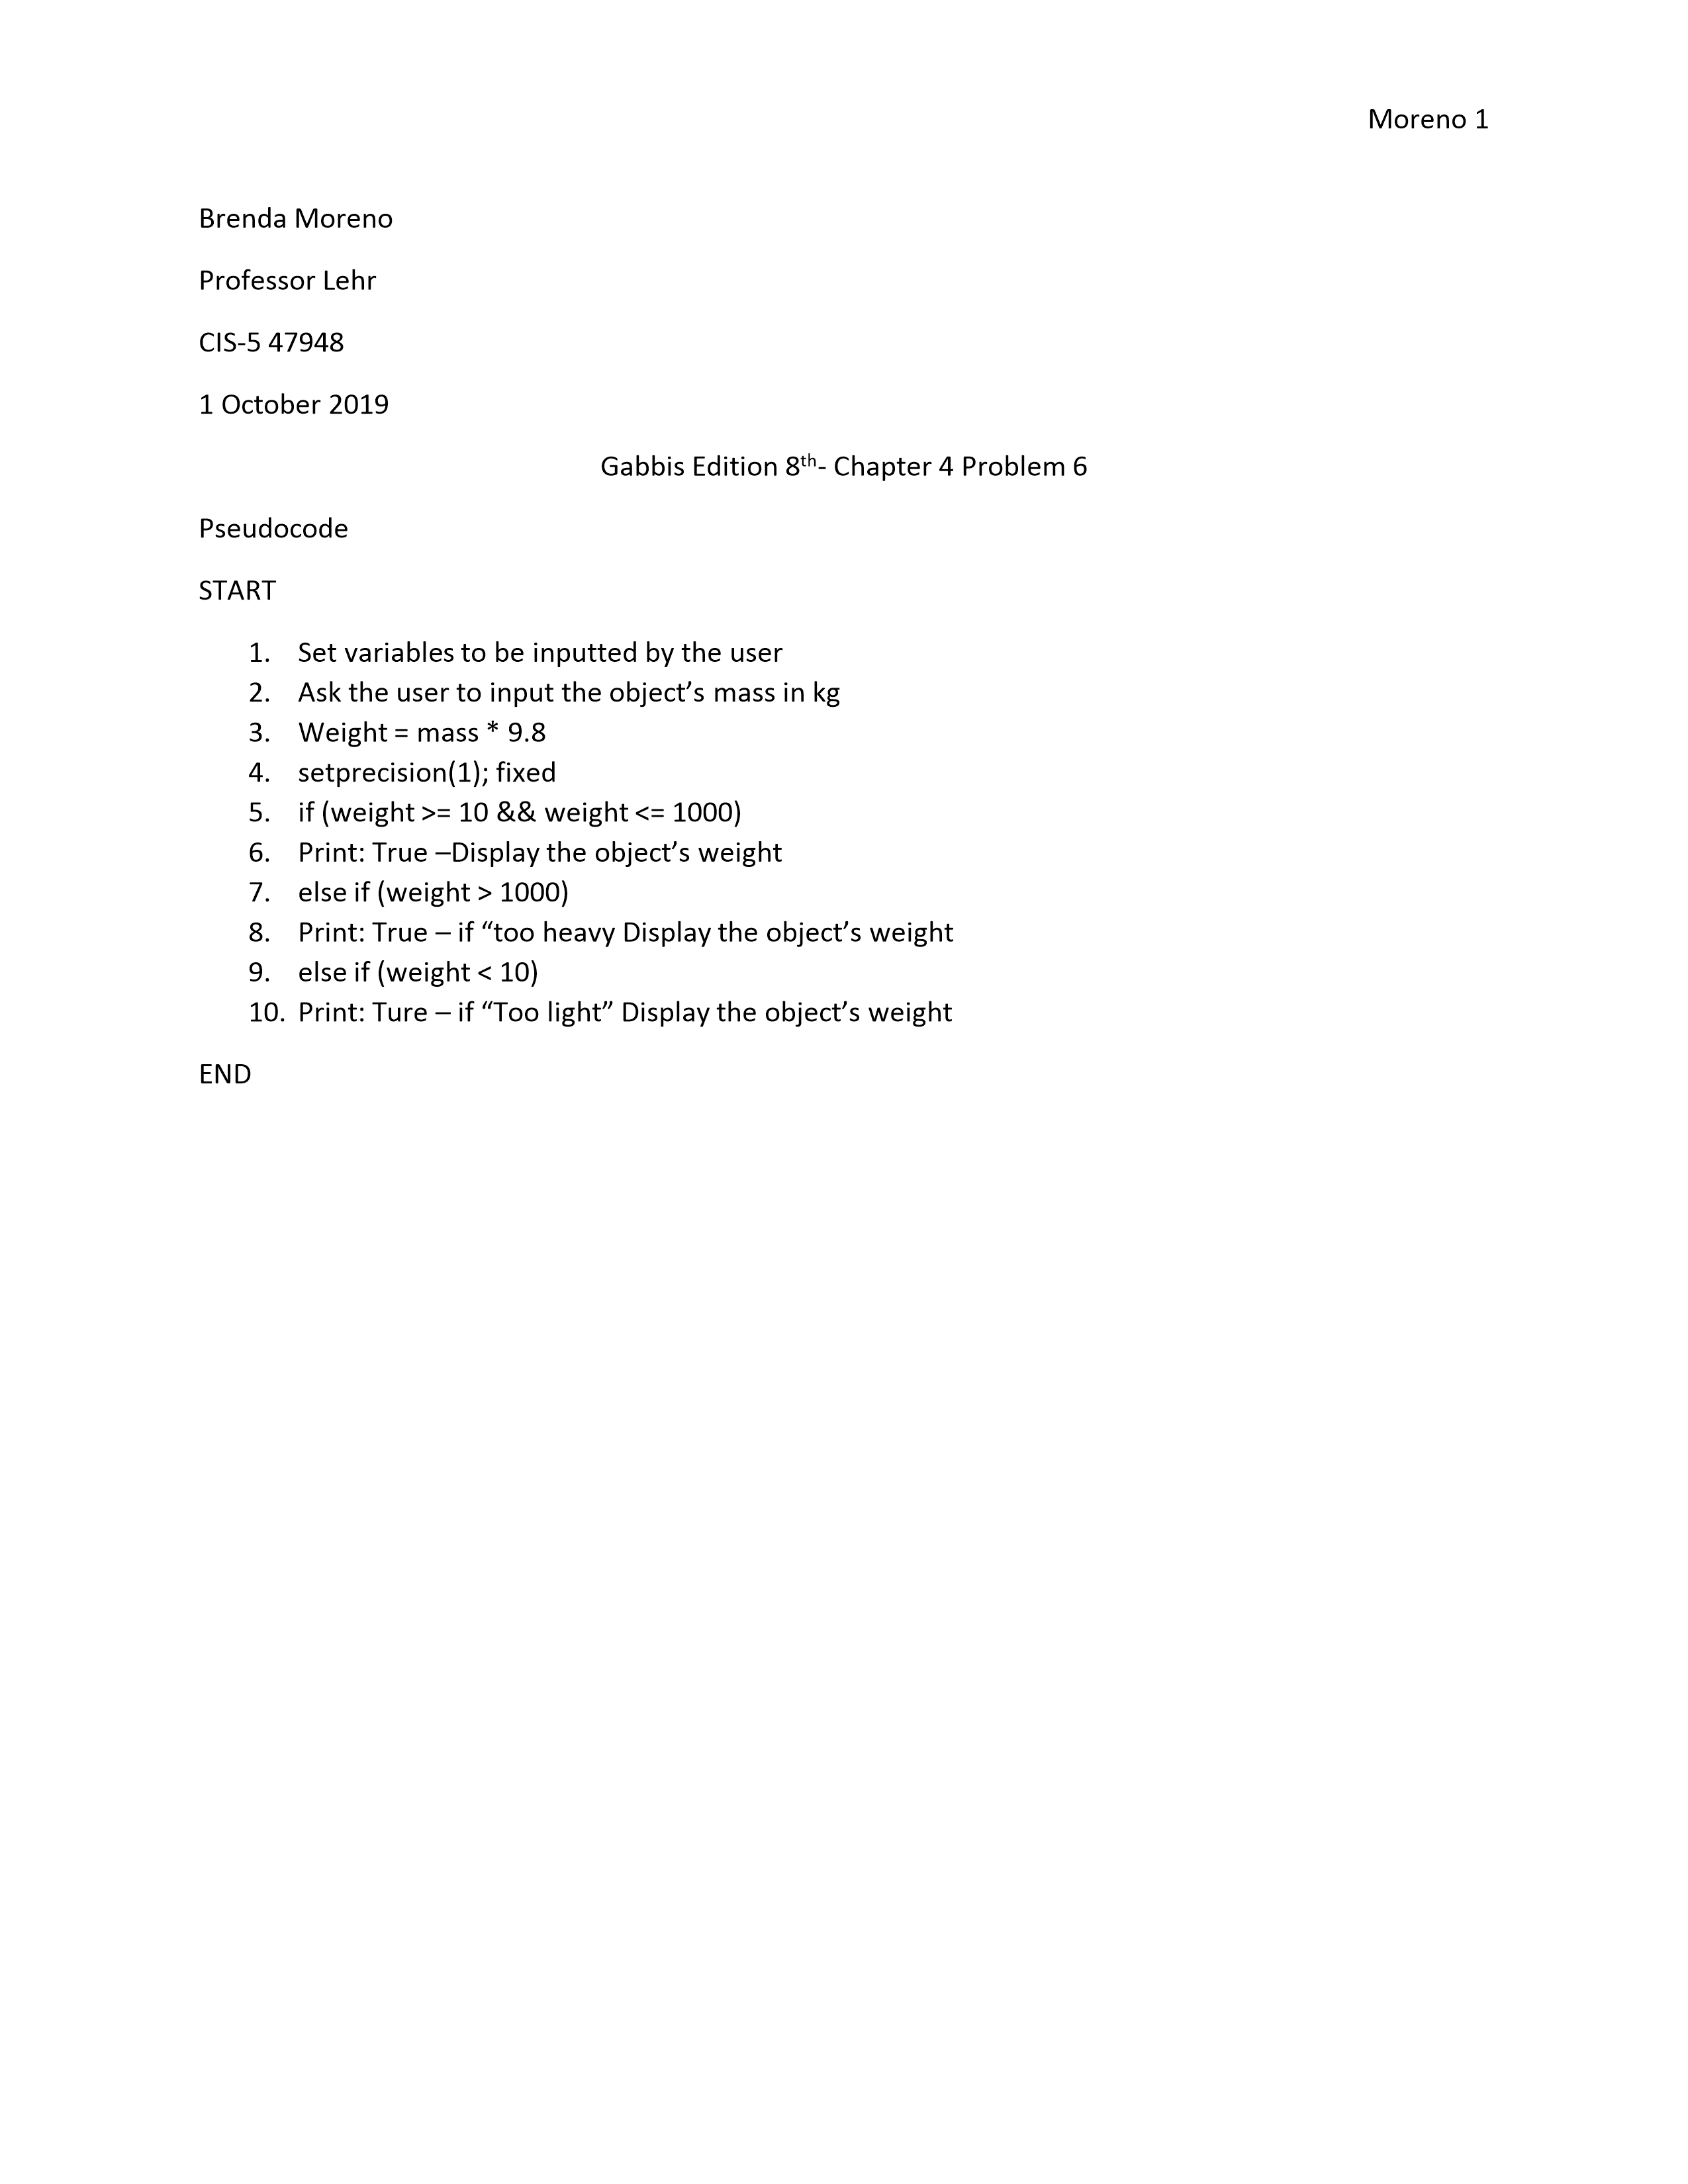 Moreno 1
Brenda Moreno
Professor Lehr
CIS-5 47948
1 October 2019
Gabbis Edition 8th- Chapter 4 Problem 6
Pseudocode
START
1. Set variables to be inputted by the user
2. Ask the user to input the object’s mass in kg
3. Weight = mass * 9.8
4. setprecision(1); fixed
5. if (weight >= 10 && weight <= 1000)
6. Print: True –Display the object’s weight
7. else if (weight > 1000)
8. Print: True – if “too heavy Display the object’s weight
9. else if (weight < 10)
10. Print: Ture – if “Too light” Display the object’s weight
END